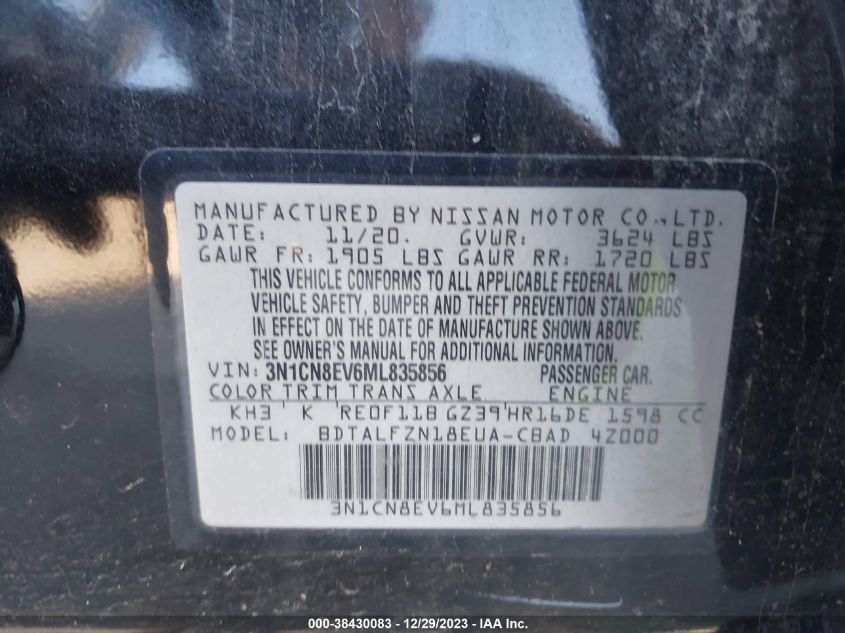 MANUFACTURED BY NISSAN MOTOR CO., LTD.
DATE: 11/20. GVWR: 3624 LBS
GAWR FR: 1905 LBS GAWR RR: 1720 LBS
THIS VEHICLE CONFORMS TO ALL APPLICABLE FEDERAL MOTOR
VEHICLE SAFETY, BUMPER AND THEFT PREVENTION STANDARDS
IN EFFECT ON THE DATE OF MANUFACTURE SHOWN ABOVE.
SEE OWNER'S MANUAL FOR ADDITIONAL INFORMATION.
VIN: 3N1CN8EV6ML835856 PASSENGER CAR.
COLOR TRIM TRANS AXLE ENGINE
KH3 K RE0F11B GZ39 HR16DE 1598 CC
MODEL: BDTALFZN18EUA-CBAD 4Z000
3N1CN8EV6ML835856
000-38430083 - 12/29/2023 - IAA Inc.